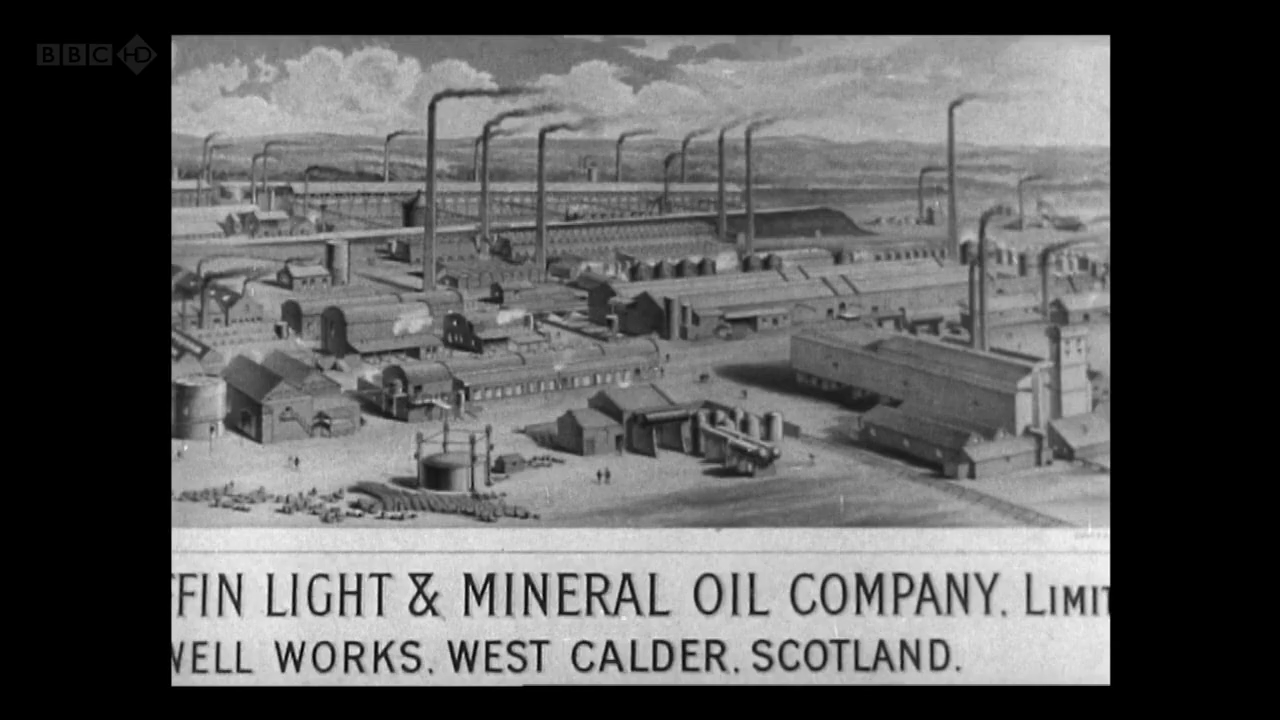 BBC HD
FFIN LIGHT & MINERAL OIL COMPANY, LIMIT
WELL WORKS, WEST CALDER, SCOTLAND.